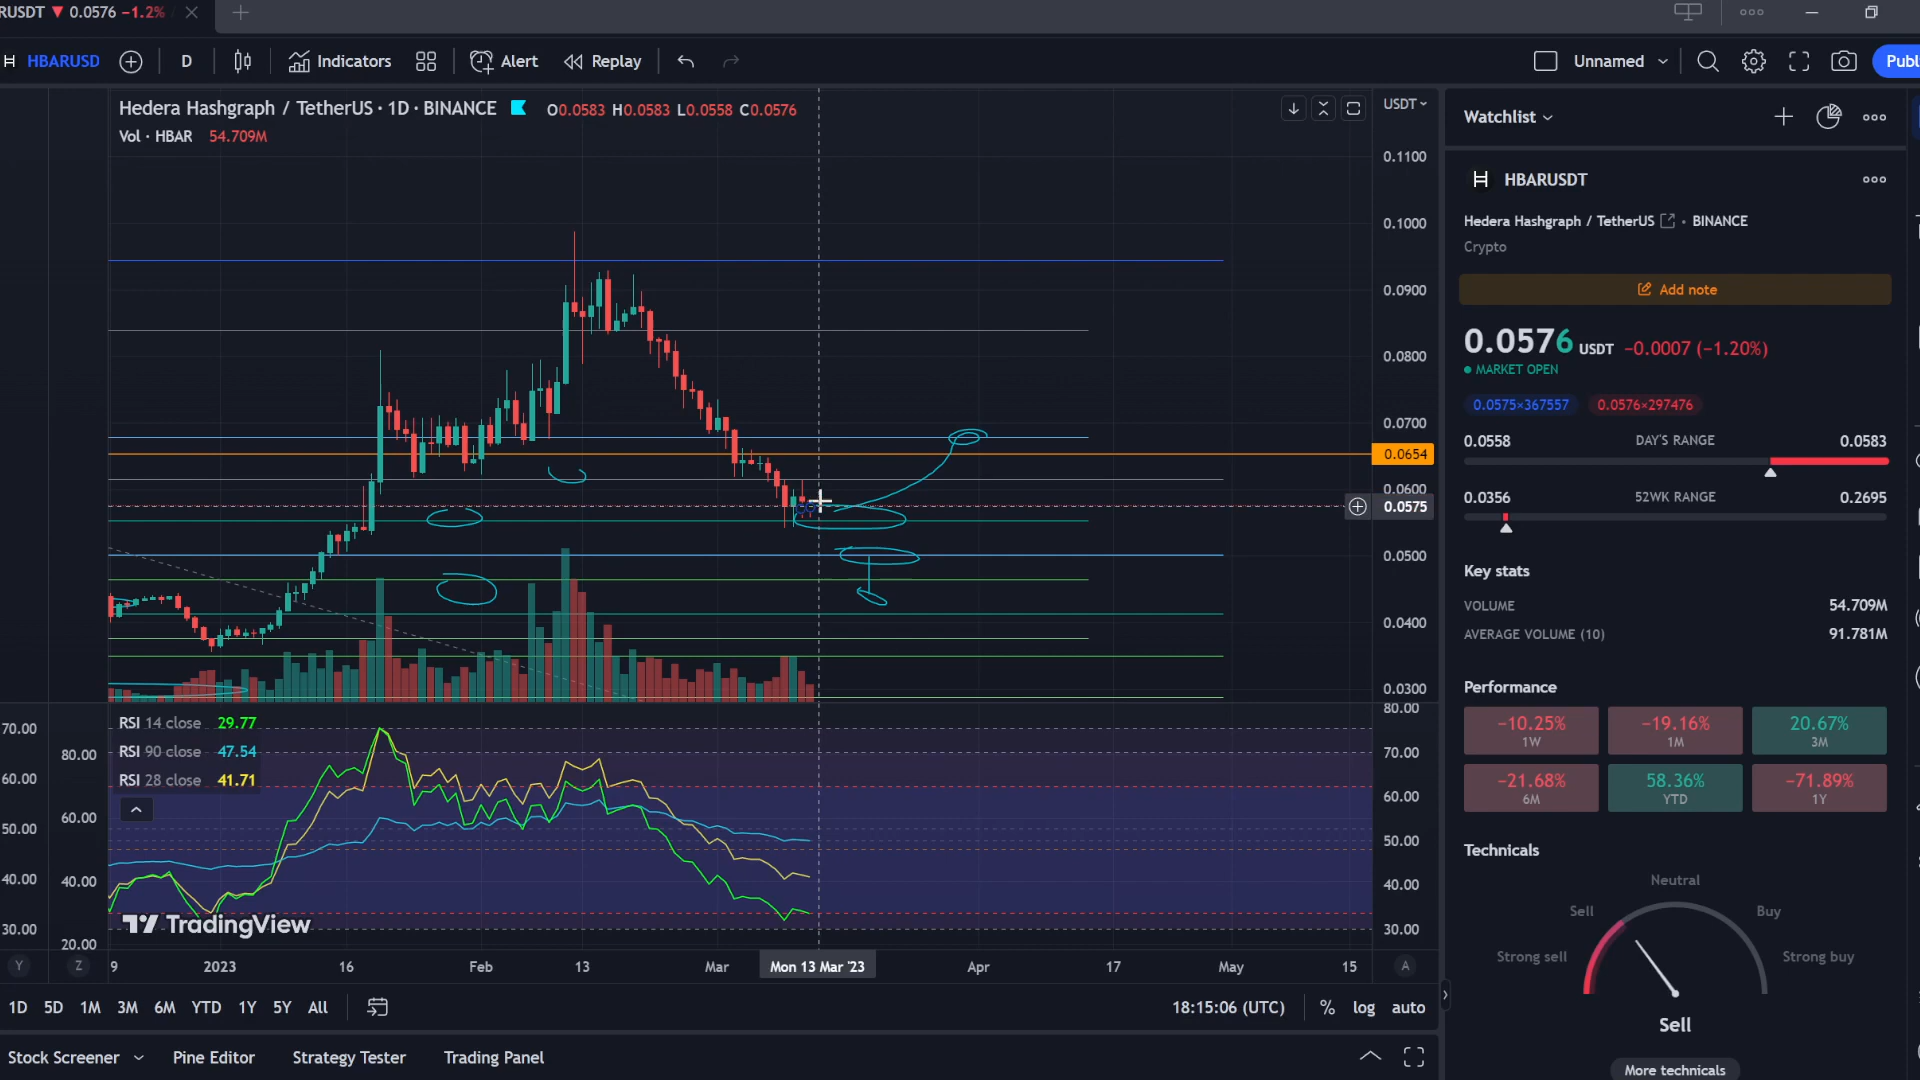 RUSDT ▼ 0.0576 −1.2%
HBARUSD D Indicators Alert Replay Unnamed Publ
Hedera Hashgraph / TetherUS · 1D · BINANCE O0.0583 H0.0583 L0.0558 C0.0576
Vol · HBAR 54.709M
USDT
0.1100
0.1000
0.0900
0.0800
0.0700
0.0654
0.0600
0.0575
0.0500
0.0400
0.0300
RSI 14 close 29.77
RSI 90 close 47.54
RSI 28 close 41.71
70.00
60.00
50.00
40.00
30.00
80.00
60.00
40.00
20.00
80.00
70.00
60.00
50.00
40.00
30.00
TradingView
Y Z 9 2023 16 Feb 13 Mar Mon 13 Mar '23 Apr 17 May 15 A
1D 5D 1M 3M 6M YTD 1Y 5Y All 18:15:06 (UTC) % log auto
Stock Screener Pine Editor Strategy Tester Trading Panel
Watchlist
HBARUSDT
Hedera Hashgraph / TetherUS · BINANCE
Crypto
Add note
0.0576 USDT −0.0007 (−1.20%)
MARKET OPEN
0.0575×367557 0.0576×297476
0.0558 DAY'S RANGE 0.0583
0.0356 52WK RANGE 0.2695
Key stats
VOLUME 54.709M
AVERAGE VOLUME (10) 91.781M
Performance
−10.25% −19.16% 20.67%
1W 1M 3M
−21.68% 58.36% −71.89%
6M YTD 1Y
Technicals
Neutral
Sell Buy
Strong sell Strong buy
Sell
More technicals